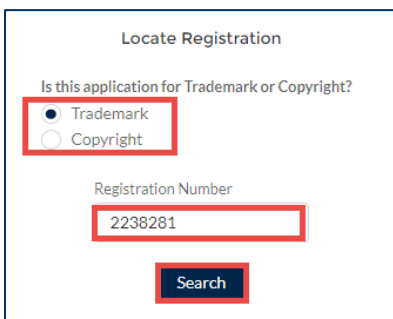 Locate Registration
Is this application for Trademark or Copyright?
Trademark
Copyright
Registration Number
2238281
Search